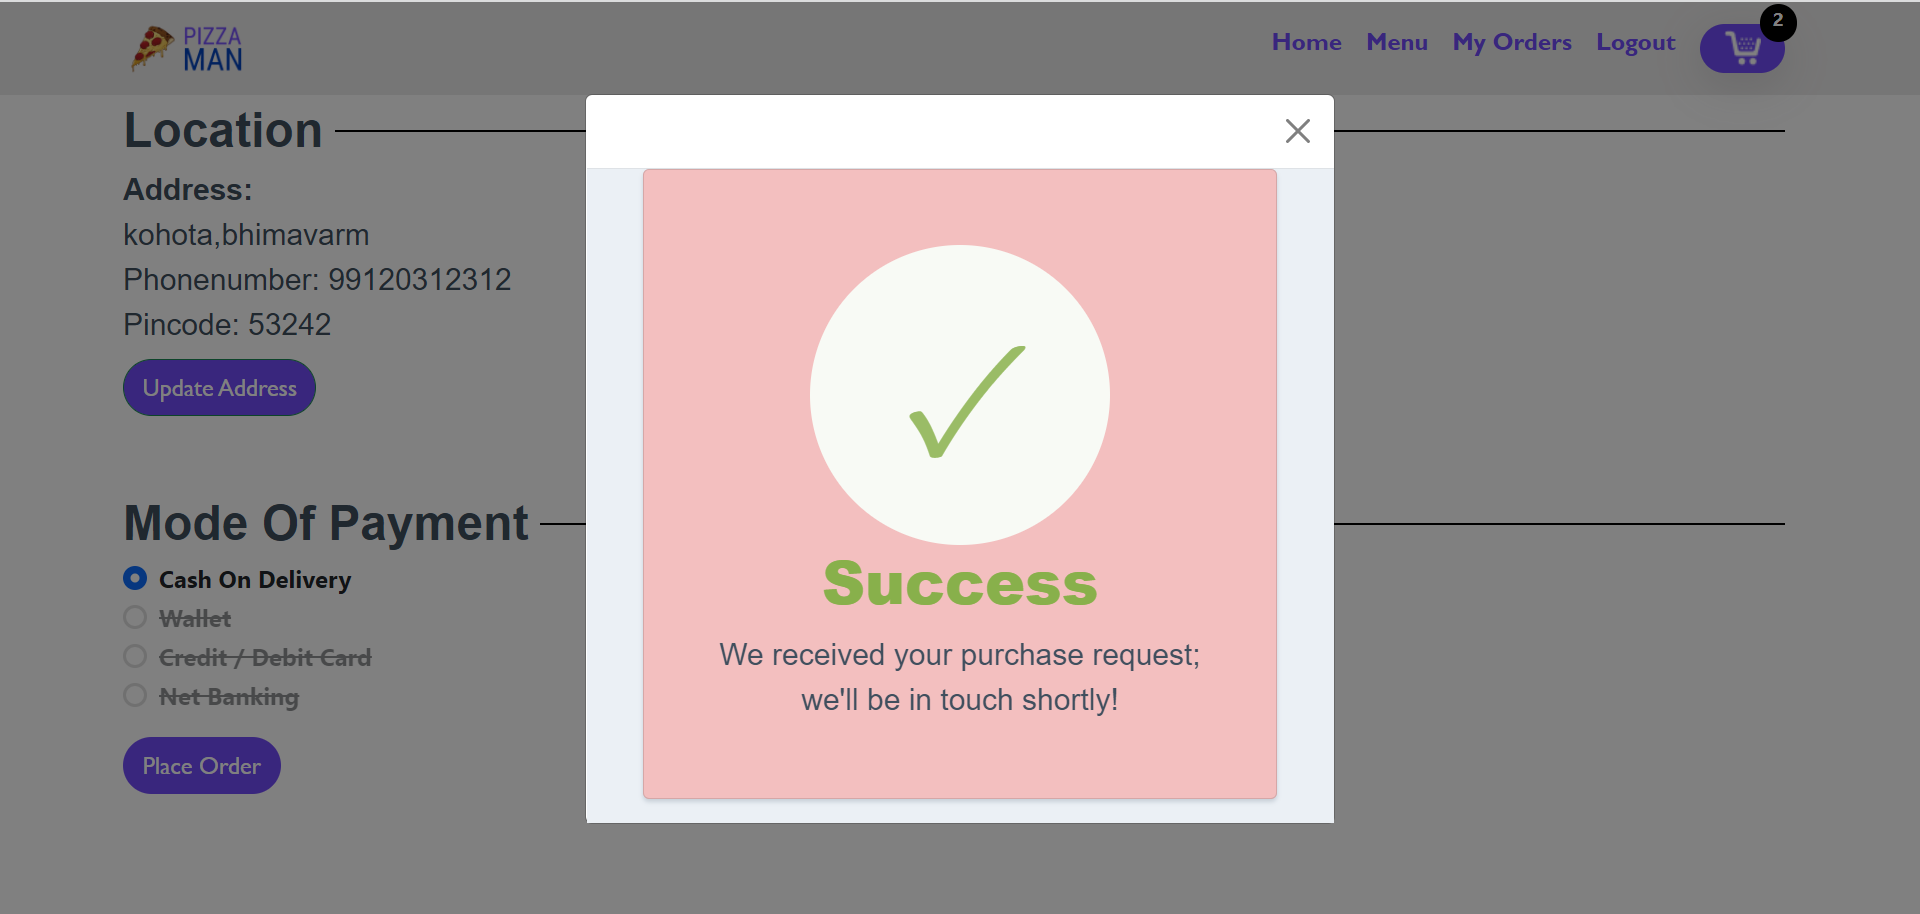 PIZZA
MAN
Home Menu My Orders Logout 2
Location
Address:
kohota,bhimavarm
Phonenumber: 99120312312
Pincode: 53242
Update Address
Mode Of Payment
Cash On Delivery
Wallet
Credit / Debit Card
Net Banking
Place Order
Success
We received your purchase request;
we'll be in touch shortly!